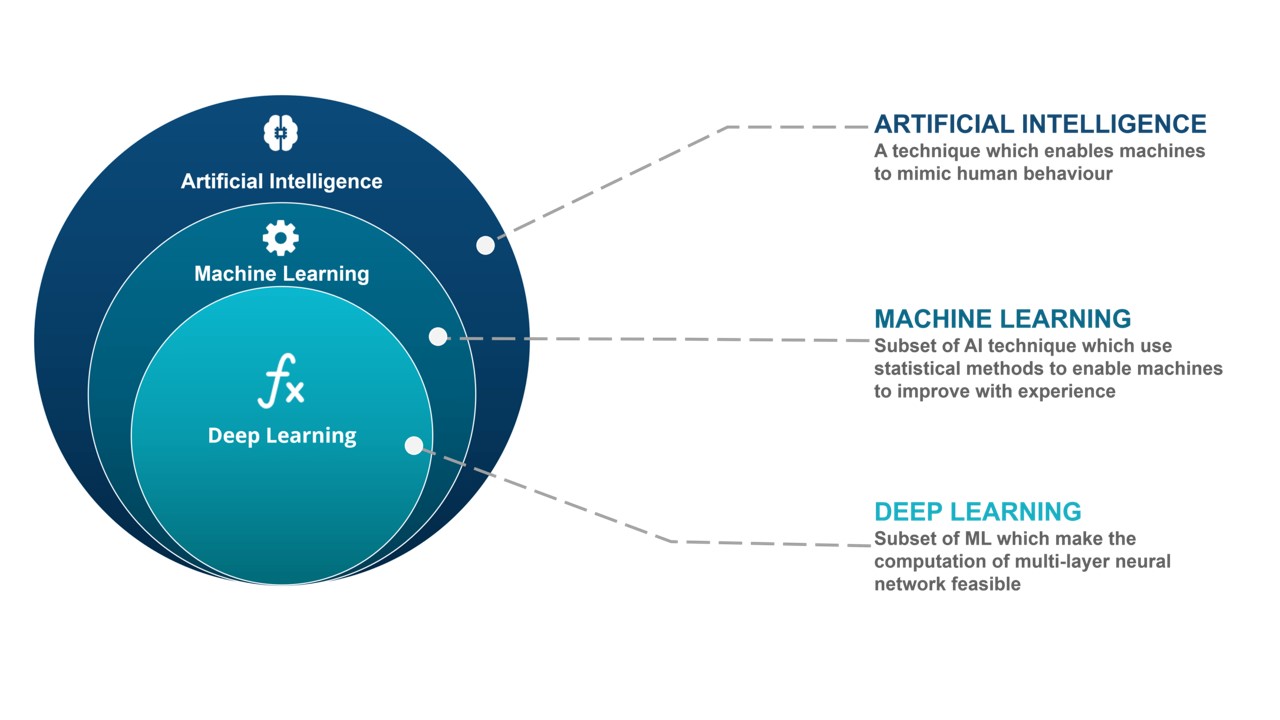 Artificial Intelligence
Machine Learning
fx
Deep Learning
ARTIFICIAL INTELLIGENCE
A technique which enables machines
to mimic human behaviour
MACHINE LEARNING
Subset of AI technique which use
statistical methods to enable machines
to improve with experience
DEEP LEARNING
Subset of ML which make the
computation of multi-layer neural
network feasible